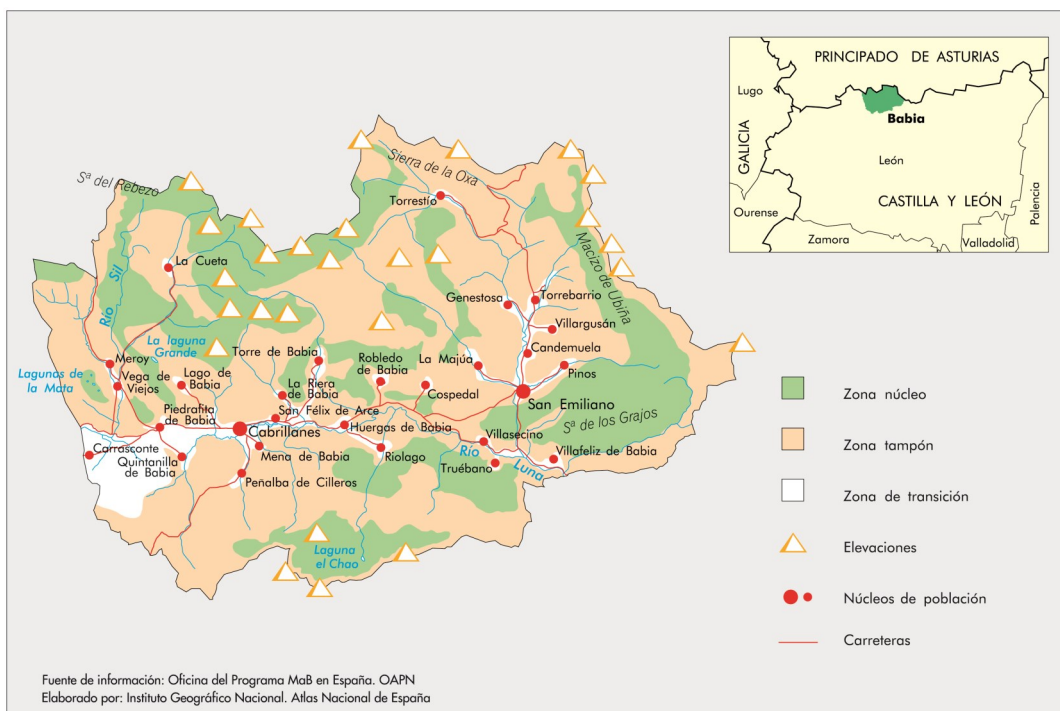 PRINCIPADO DE ASTURIAS
Lugo
Babia
GALICIA
León
CASTILLA Y LEÓN
Palencia
Ourense
Zamora
Valladolid
Sierra de la Oxa
Sª del Rebezo
Torrestío
La Cueta
Río Sil
Macizo de Ubiña
Genestosa
Torrebarrio
Villargusán
La laguna
Grande
Torre de Babia
Robledo
de Babia
La Majúa
Candemuela
Meroy
Lagunas de
la Mata
Vega de
Viejos
Lago de
Babia
La Riera
de Babia
Cospedal
Pinos
San Emiliano
Piedrafita
de Babia
San Félix de Arce
Cabrillanes
Huergas de Babia
Sª de los Grajos
Villasecino
Carrasconte
Quintanilla
de Babia
Mena de Babia
Riolago
Río Luna
Villafeliz de Babia
Truébano
Peñalba de Cilleros
Laguna
el Chao
Zona núcleo
Zona tampón
Zona de transición
Elevaciones
Núcleos de población
Carreteras
Fuente de información: Oficina del Programa MaB en España. OAPN
Elaborado por: Instituto Geográfico Nacional. Atlas Nacional de España